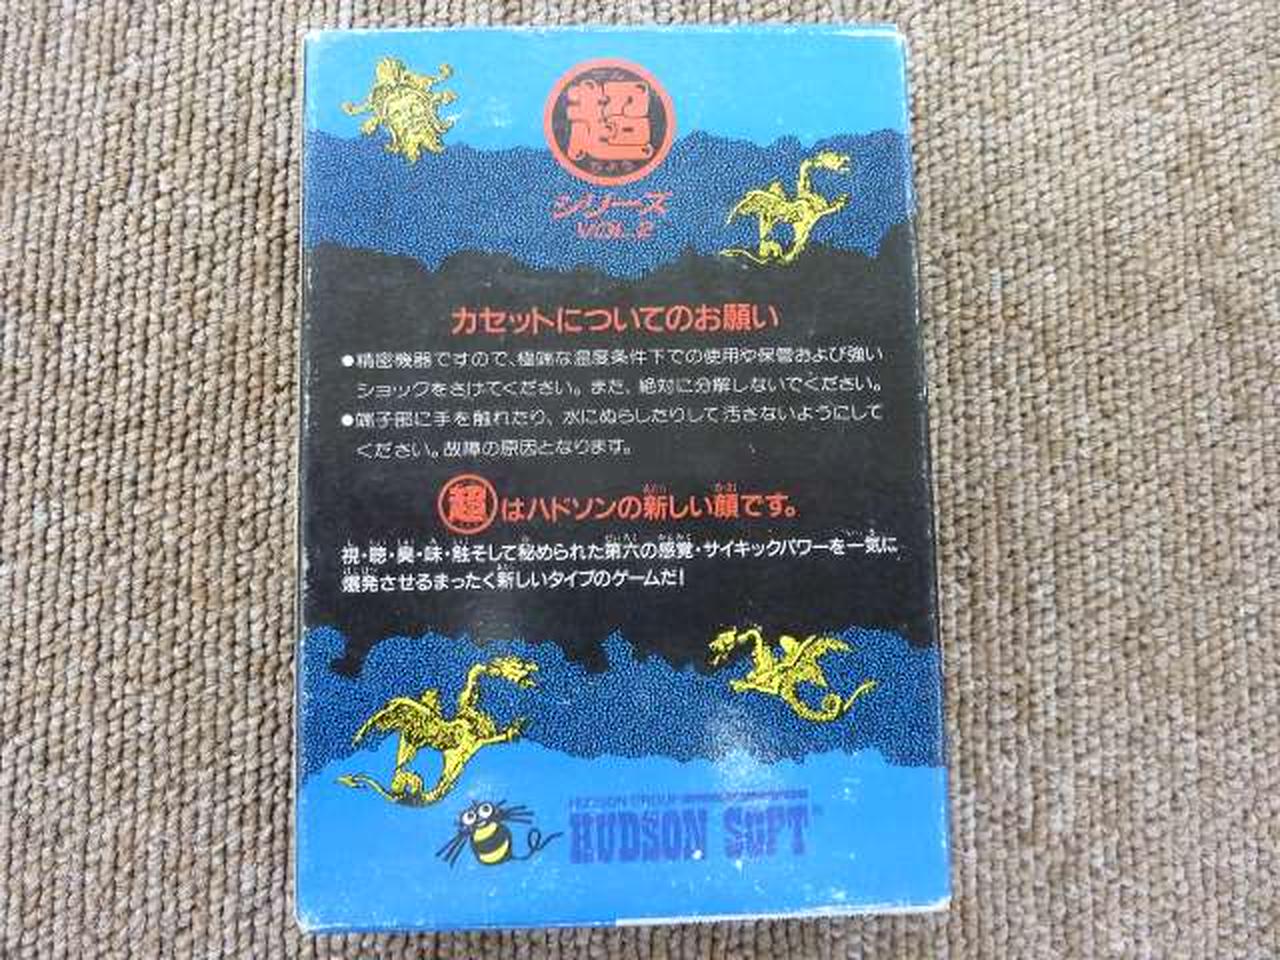 超
シリーズ
VOL.2
カセットについてのお願い
●精密機器ですので、極端な温度条件下での使用や保管および強い
ショックをさけてください。また、絶対に分解しないでください。
●端子部に手を触れたり、水にぬらしたりして汚さないようにして
ください。故障の原因となります。
超はハドソンの新しい顔です。
視・聴・臭・味・触そして秘められた第六の感覚・サイキックパワーを一気に
爆発させるまったく新しいタイプのゲームだ!
HUDSON GROUP
HUDSON SOFT